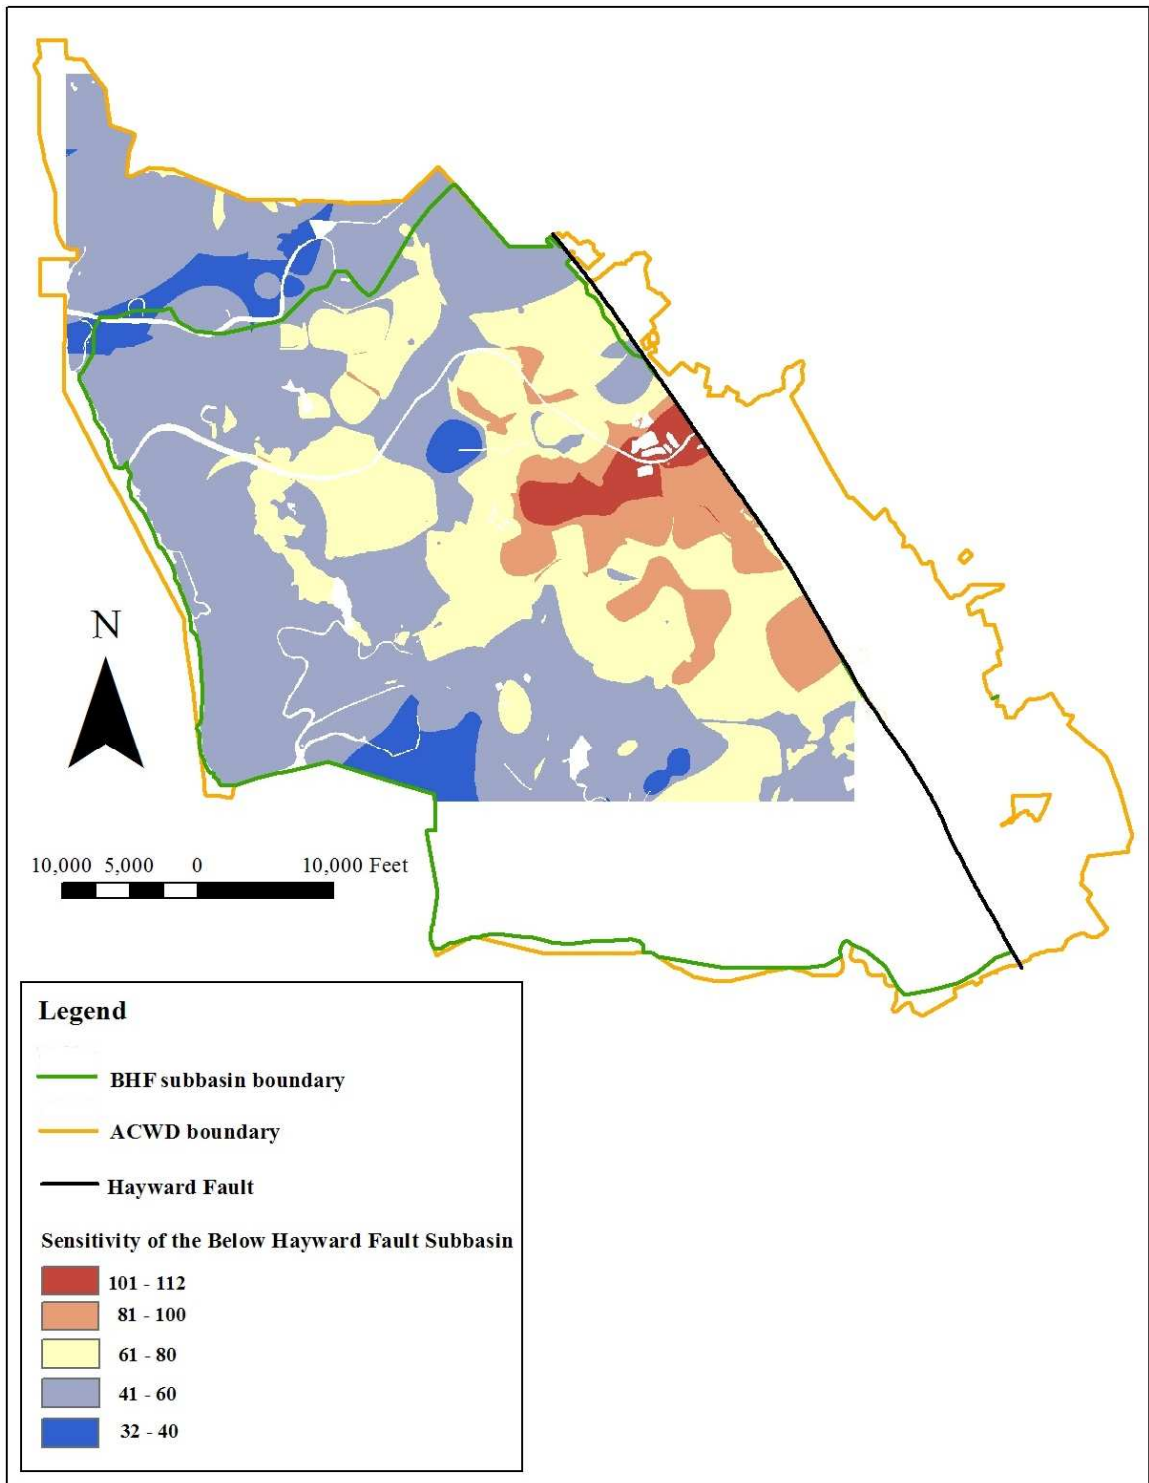 N
10,000 5,000 0 10,000 Feet
Legend
BHF subbasin boundary
ACWD boundary
Hayward Fault
Sensitivity of the Below Hayward Fault Subbasin
101 - 112
81 - 100
61 - 80
41 - 60
32 - 40